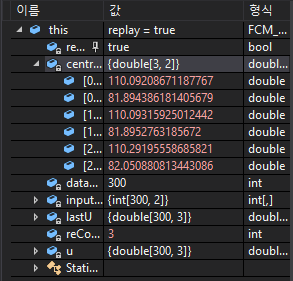 이름 값 형식
this replay = true FCM_...
re... true bool
centr... {double[3, 2]} doubl...
[0... 110.09208671187767 double
[0... 81.894386181405679 double
[1... 110.09315925012442 double
[1... 81.8952763185672 double
[2... 110.29195558685821 double
[2... 82.050880813443086 double
data... 300 int
input... {int[300, 2]} int[,]
lastU {double[300, 3]} doubl...
reCo... 3 int
u {double[300, 3]} doubl...
Stati...